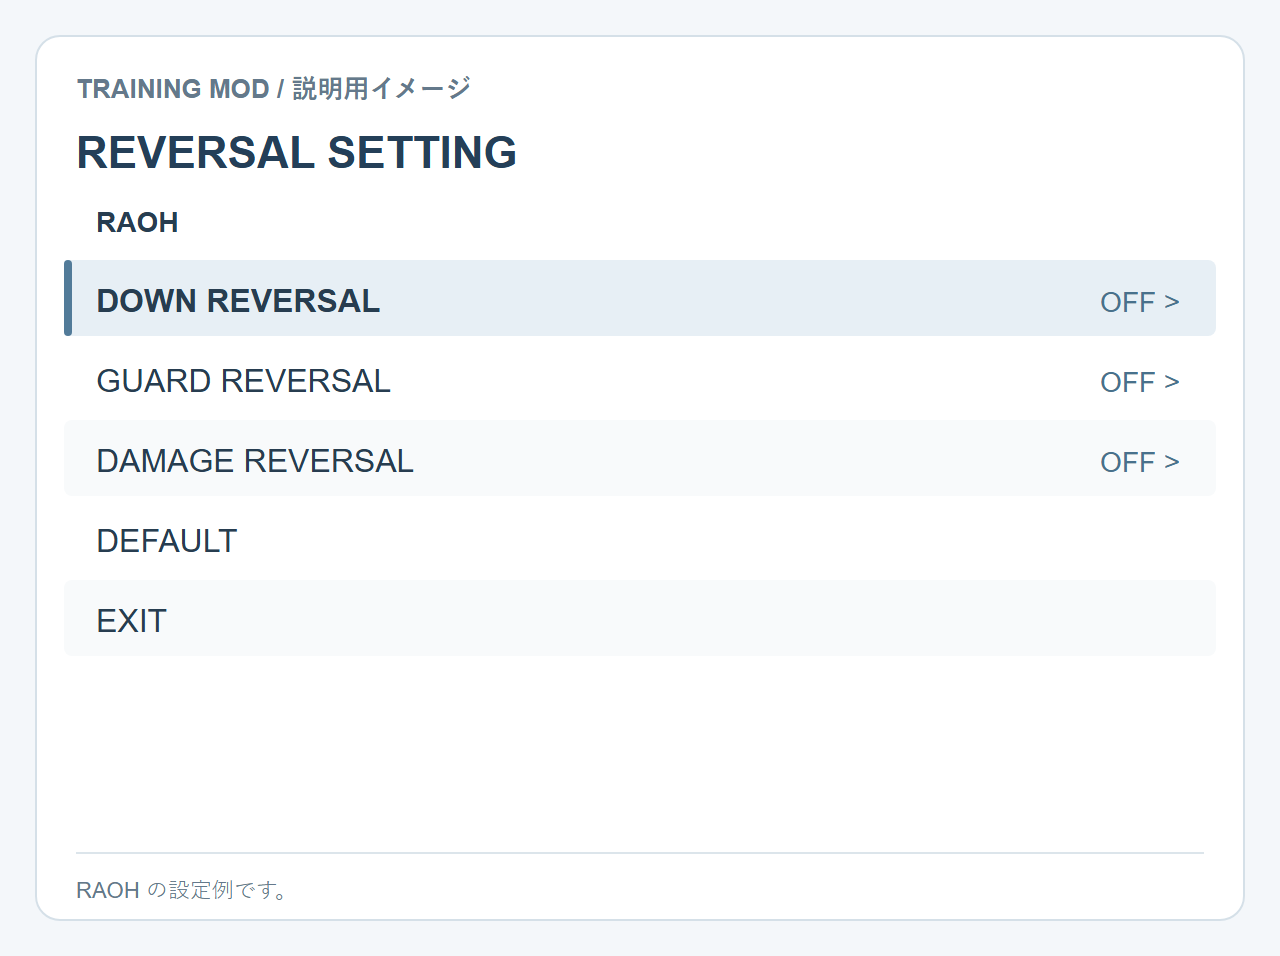 TRAINING MOD / 説明用イメージ
REVERSAL SETTING
RAOH
DOWN REVERSAL OFF >
GUARD REVERSAL OFF >
DAMAGE REVERSAL OFF >
DEFAULT
EXIT
RAOH の設定例です。